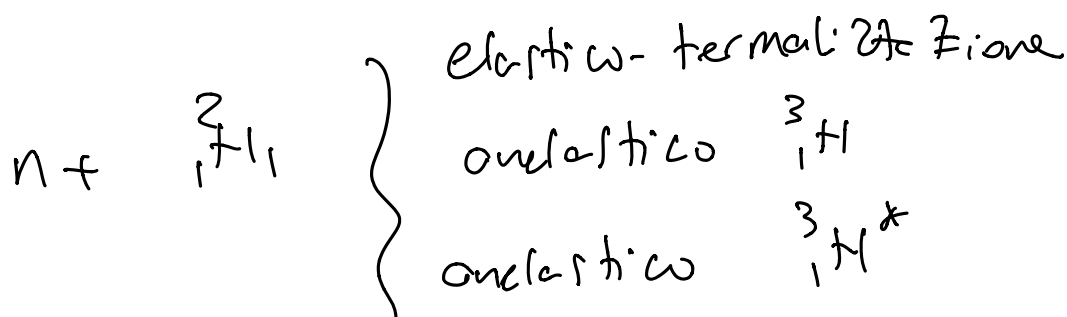 elastico - termalizzazione
n + ²₁H₁
anelastico ³₁H
anelastico ³₁H*